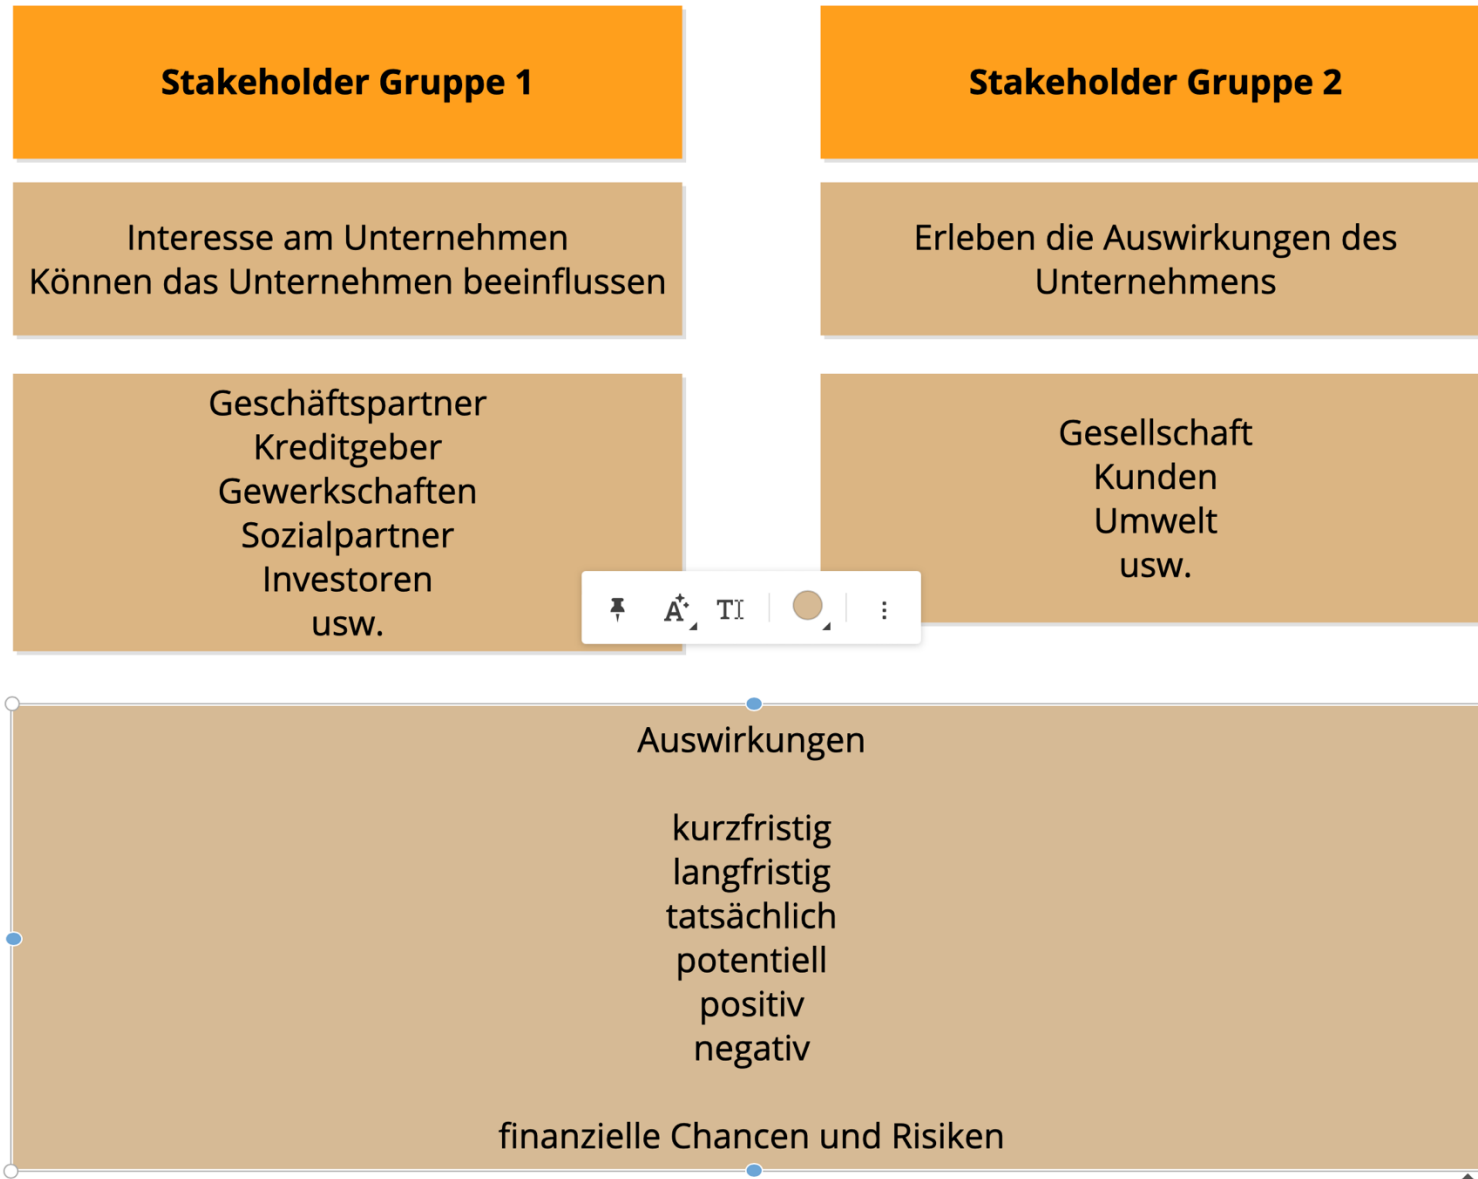 Stakeholder Gruppe 1
Stakeholder Gruppe 2
Interesse am Unternehmen
Können das Unternehmen beeinflussen
Erleben die Auswirkungen des
Unternehmens
Geschäftspartner
Kreditgeber
Gewerkschaften
Sozialpartner
Investoren
usw.
Gesellschaft
Kunden
Umwelt
usw.
Auswirkungen
kurzfristig
langfristig
tatsächlich
potentiell
positiv
negativ
finanzielle Chancen und Risiken